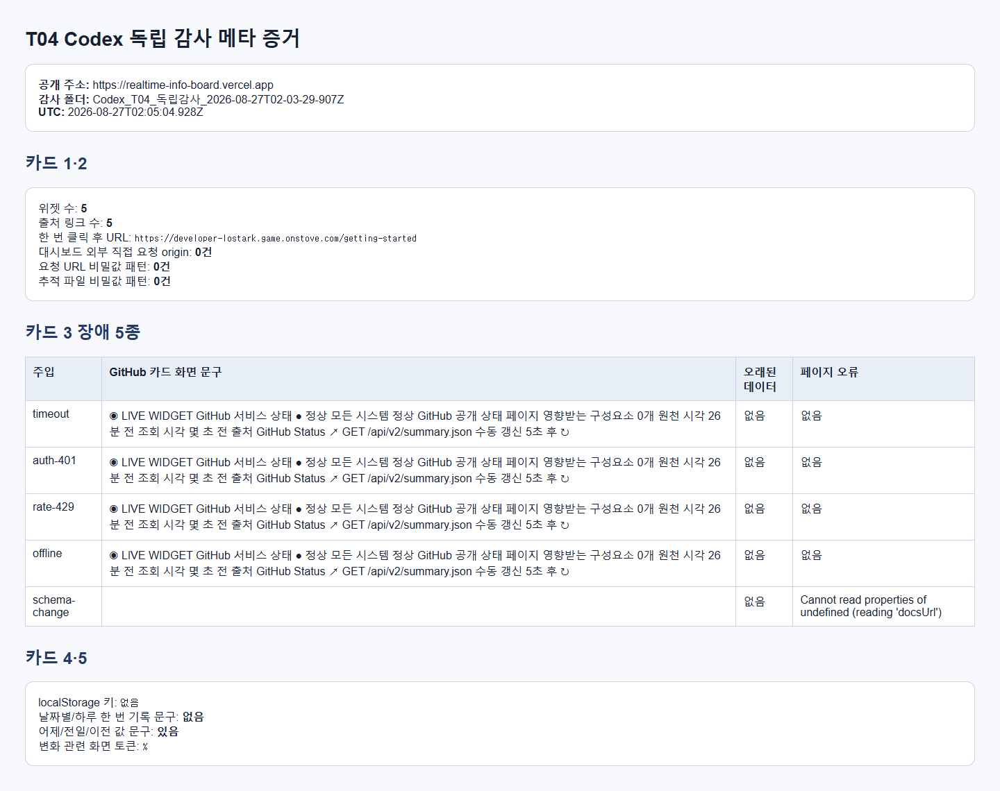 T04 Codex 독립 감사 메타 증거
공개 주소: https://realtime-info-board.vercel.app
감사 폴더: Codex_T04_독립감사_2026-08-27T02-03-29-907Z
UTC: 2026-08-27T02:05:04.928Z
카드 1·2
위젯 수: 5
출처 링크 수: 5
한 번 클릭 후 URL: https://developer-lostark.game.onstove.com/getting-started
대시보드 외부 직접 요청 origin: 0건
요청 URL 비밀값 패턴: 0건
추적 파일 비밀값 패턴: 0건
카드 3 장애 5종
주입 GitHub 카드 화면 문구 오래된 데이터 페이지 오류
timeout ◉ LIVE WIDGET GitHub 서비스 상태 ● 정상 모든 시스템 정상 GitHub 공개 상태 페이지 영향받는 구성요소 0개 원천 시각 26 없음 없음
분 전 조회 시각 몇 초 전 출처 GitHub Status ↗ GET /api/v2/summary.json 수동 갱신 5초 후 ↻
auth-401 ◉ LIVE WIDGET GitHub 서비스 상태 ● 정상 모든 시스템 정상 GitHub 공개 상태 페이지 영향받는 구성요소 0개 원천 시각 26 없음 없음
분 전 조회 시각 몇 초 전 출처 GitHub Status ↗ GET /api/v2/summary.json 수동 갱신 5초 후 ↻
rate-429 ◉ LIVE WIDGET GitHub 서비스 상태 ● 정상 모든 시스템 정상 GitHub 공개 상태 페이지 영향받는 구성요소 0개 원천 시각 26 없음 없음
분 전 조회 시각 몇 초 전 출처 GitHub Status ↗ GET /api/v2/summary.json 수동 갱신 5초 후 ↻
offline ◉ LIVE WIDGET GitHub 서비스 상태 ● 정상 모든 시스템 정상 GitHub 공개 상태 페이지 영향받는 구성요소 0개 원천 시각 26 없음 없음
분 전 조회 시각 몇 초 전 출처 GitHub Status ↗ GET /api/v2/summary.json 수동 갱신 5초 후 ↻
schema- 없음 Cannot read properties of
change undefined (reading 'docsUrl')
카드 4·5
localStorage 키: 없음
날짜별/하루 한 번 기록 문구: 없음
어제/전일/이전 값 문구: 있음
변화 관련 화면 토큰: %